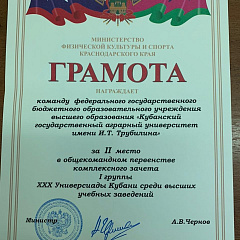 МИНИСТЕРСТВО
ФИЗИЧЕСКОЙ КУЛЬТУРЫ И СПОРТА
КРАСНОДАРСКОГО КРАЯ
ГРАМОТА
НАГРАЖДАЕТ
команду федерального государственного
бюджетного образовательного учреждения
высшего образования «Кубанский
государственный аграрный университет
имени И.Т. Трубилина»
за II место
в общекомандном первенстве
комплексного зачета
I группы
XXX Универсиады Кубани среди высших
учебных заведений
Министр
А.В.Чернов